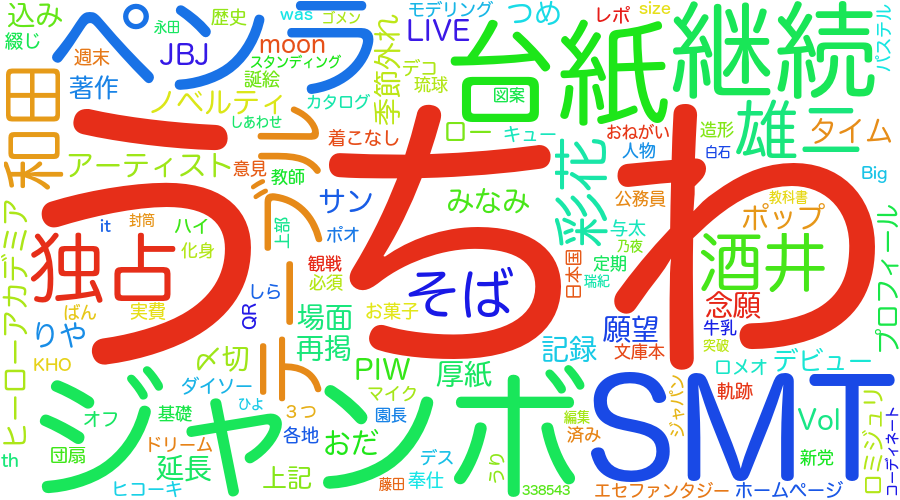 込み
ペンラ
永田
歴史
was
ゴメン
モデリング
つめ
レポ
size
継続
綴じ
週末
JBJ
moon
LIVE
台紙
パステル
著作
スタンディング
誕絵
季節外れ
デコ
琉球
図案
和田
ノベルティ
カタログ
しあわせ
ロー
キュー
おねがい
造形
雄二
タイム
アーティスト
意見
着こなし
人物
白石
Big
教師
彩花
公務員
教科書
うちわ
テーブル
サン
みなみ
ポップ
it
封筒
ハイ
上部
ポオ
与太
乃夜
アカデミア
独占
化身
観戦
必須
そば
日本国
定期
瑞紀
酒井
プロフィール
りや
ばん
実費
QR
しら
場面
お菓子
願望
念願
牛乳
ヒーロー
KHO
〆切
再掲
PIW
厚紙
記録
文庫本
突破
ロメオ
デビュー
ダイソー
ひよ
マイク
ジャパン
軌跡
ジャンボ
SMT
オフ
基礎
3つ
園長
編集
済み
Vol
ロミジュリ
コーディネート
th
団扇
ドリーム
各地
おだ
デス
うり
新党
延長
上記
藤田
奉仕
ヒコーキ
338543
エセファンタジー
ホームページ